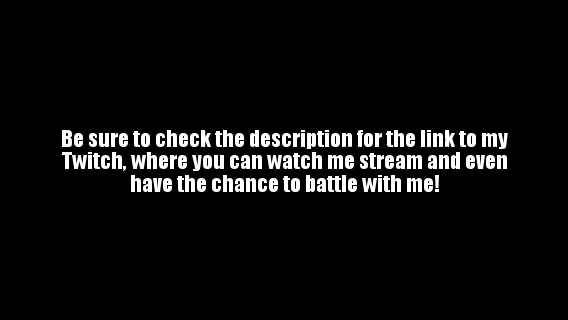 Be sure to check the description for the link to my
Twitch, where you can watch me stream and even
have the chance to battle with me!